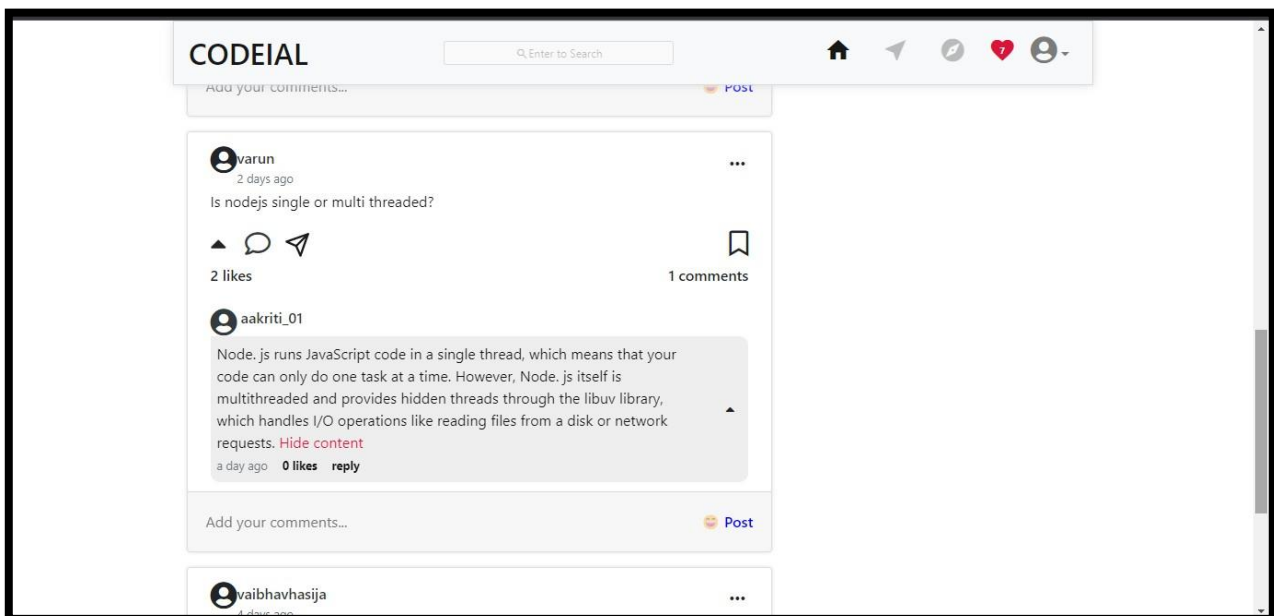 CODEIAL
Enter to Search
7
Add your comments...
Post
varun
...
2 days ago
Is nodejs single or multi threaded?
2 likes
1 comments
aakriti_01
Node. js runs JavaScript code in a single thread, which means that your
code can only do one task at a time. However, Node. js itself is
multithreaded and provides hidden threads through the libuv library,
which handles I/O operations like reading files from a disk or network
requests. Hide content
a day ago 0 likes reply
Add your comments...
Post
vaibhavhasija
...
4 days ago